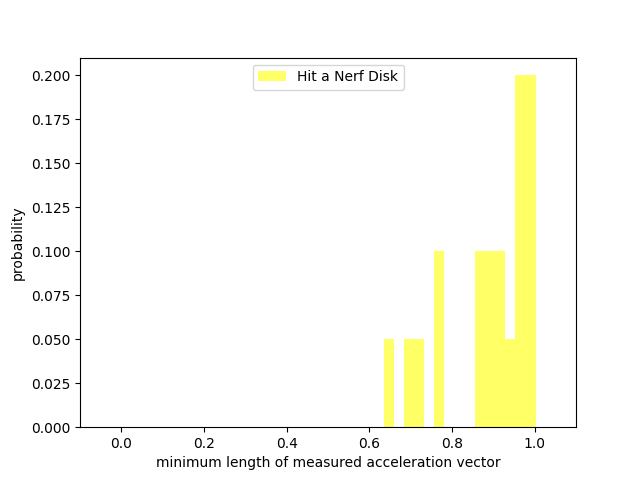 Hit a Nerf Disk
0.200
0.175
0.150
0.125
0.100
0.075
0.050
0.025
0.000
probability
0.0 0.2 0.4 0.6 0.8 1.0
minimum length of measured acceleration vector